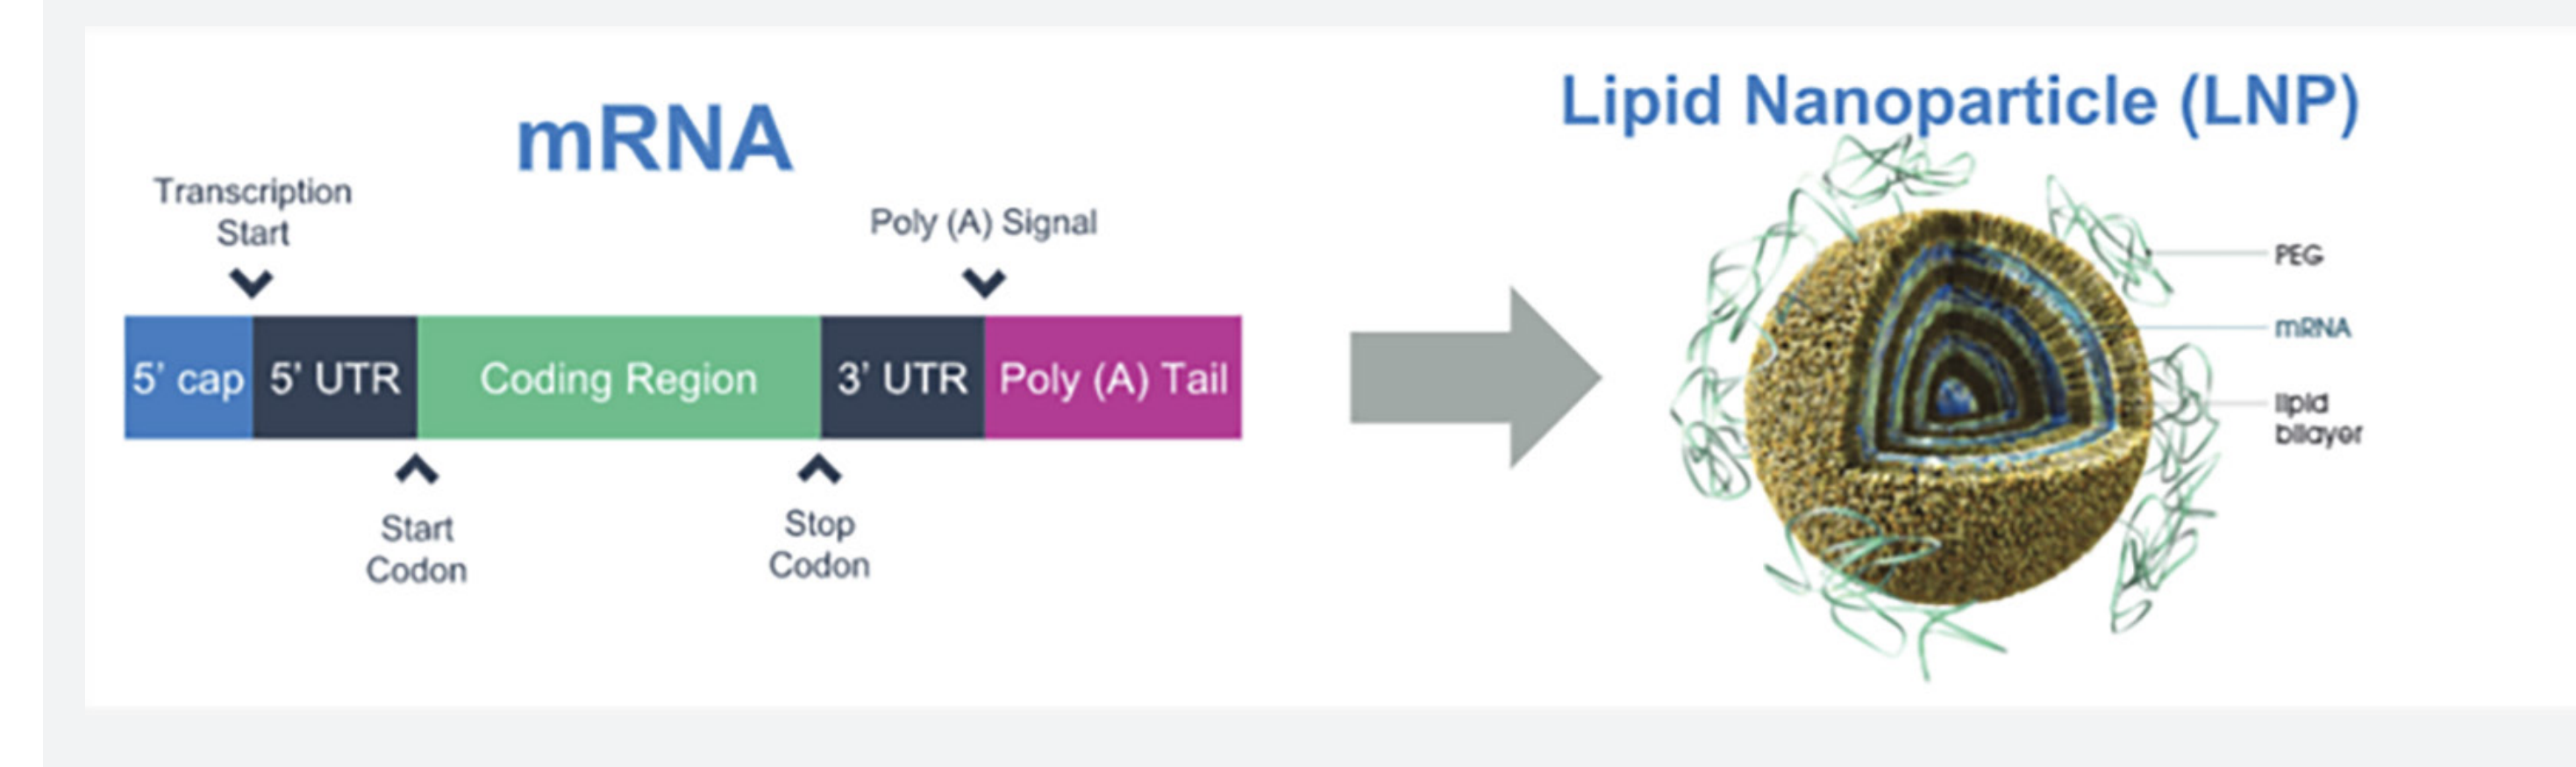 mRNA
Transcription
Start
Poly (A) Signal
5’ cap
5’ UTR
Coding Region
3’ UTR
Poly (A) Tail
Start
Codon
Stop
Codon
Lipid Nanoparticle (LNP)
PEG
mRNA
lipid
bilayer